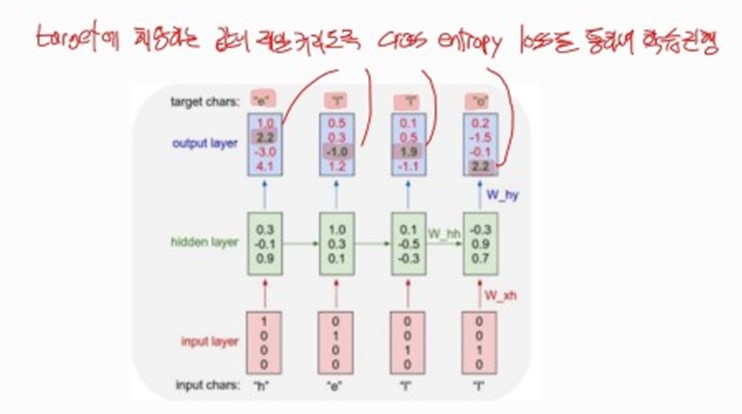 target에 해당하는 값이 제일 커지도록 cross entropy loss를 통하여 학습진행
target chars: "e" "l" "l" "o"
output layer
1.0 0.5 0.1 0.2
2.2 0.3 0.5 -1.5
-3.0 -1.0 1.9 -0.1
4.1 1.2 -1.1 2.2
W_hy
hidden layer
0.3 1.0 0.1 -0.3
-0.1 0.3 -0.5 0.9
0.9 0.1 -0.3 0.7
W_hh
W_xh
input layer
1 0 0 0
0 1 0 0
0 0 1 1
0 0 0 0
input chars: "h" "e" "l" "l"